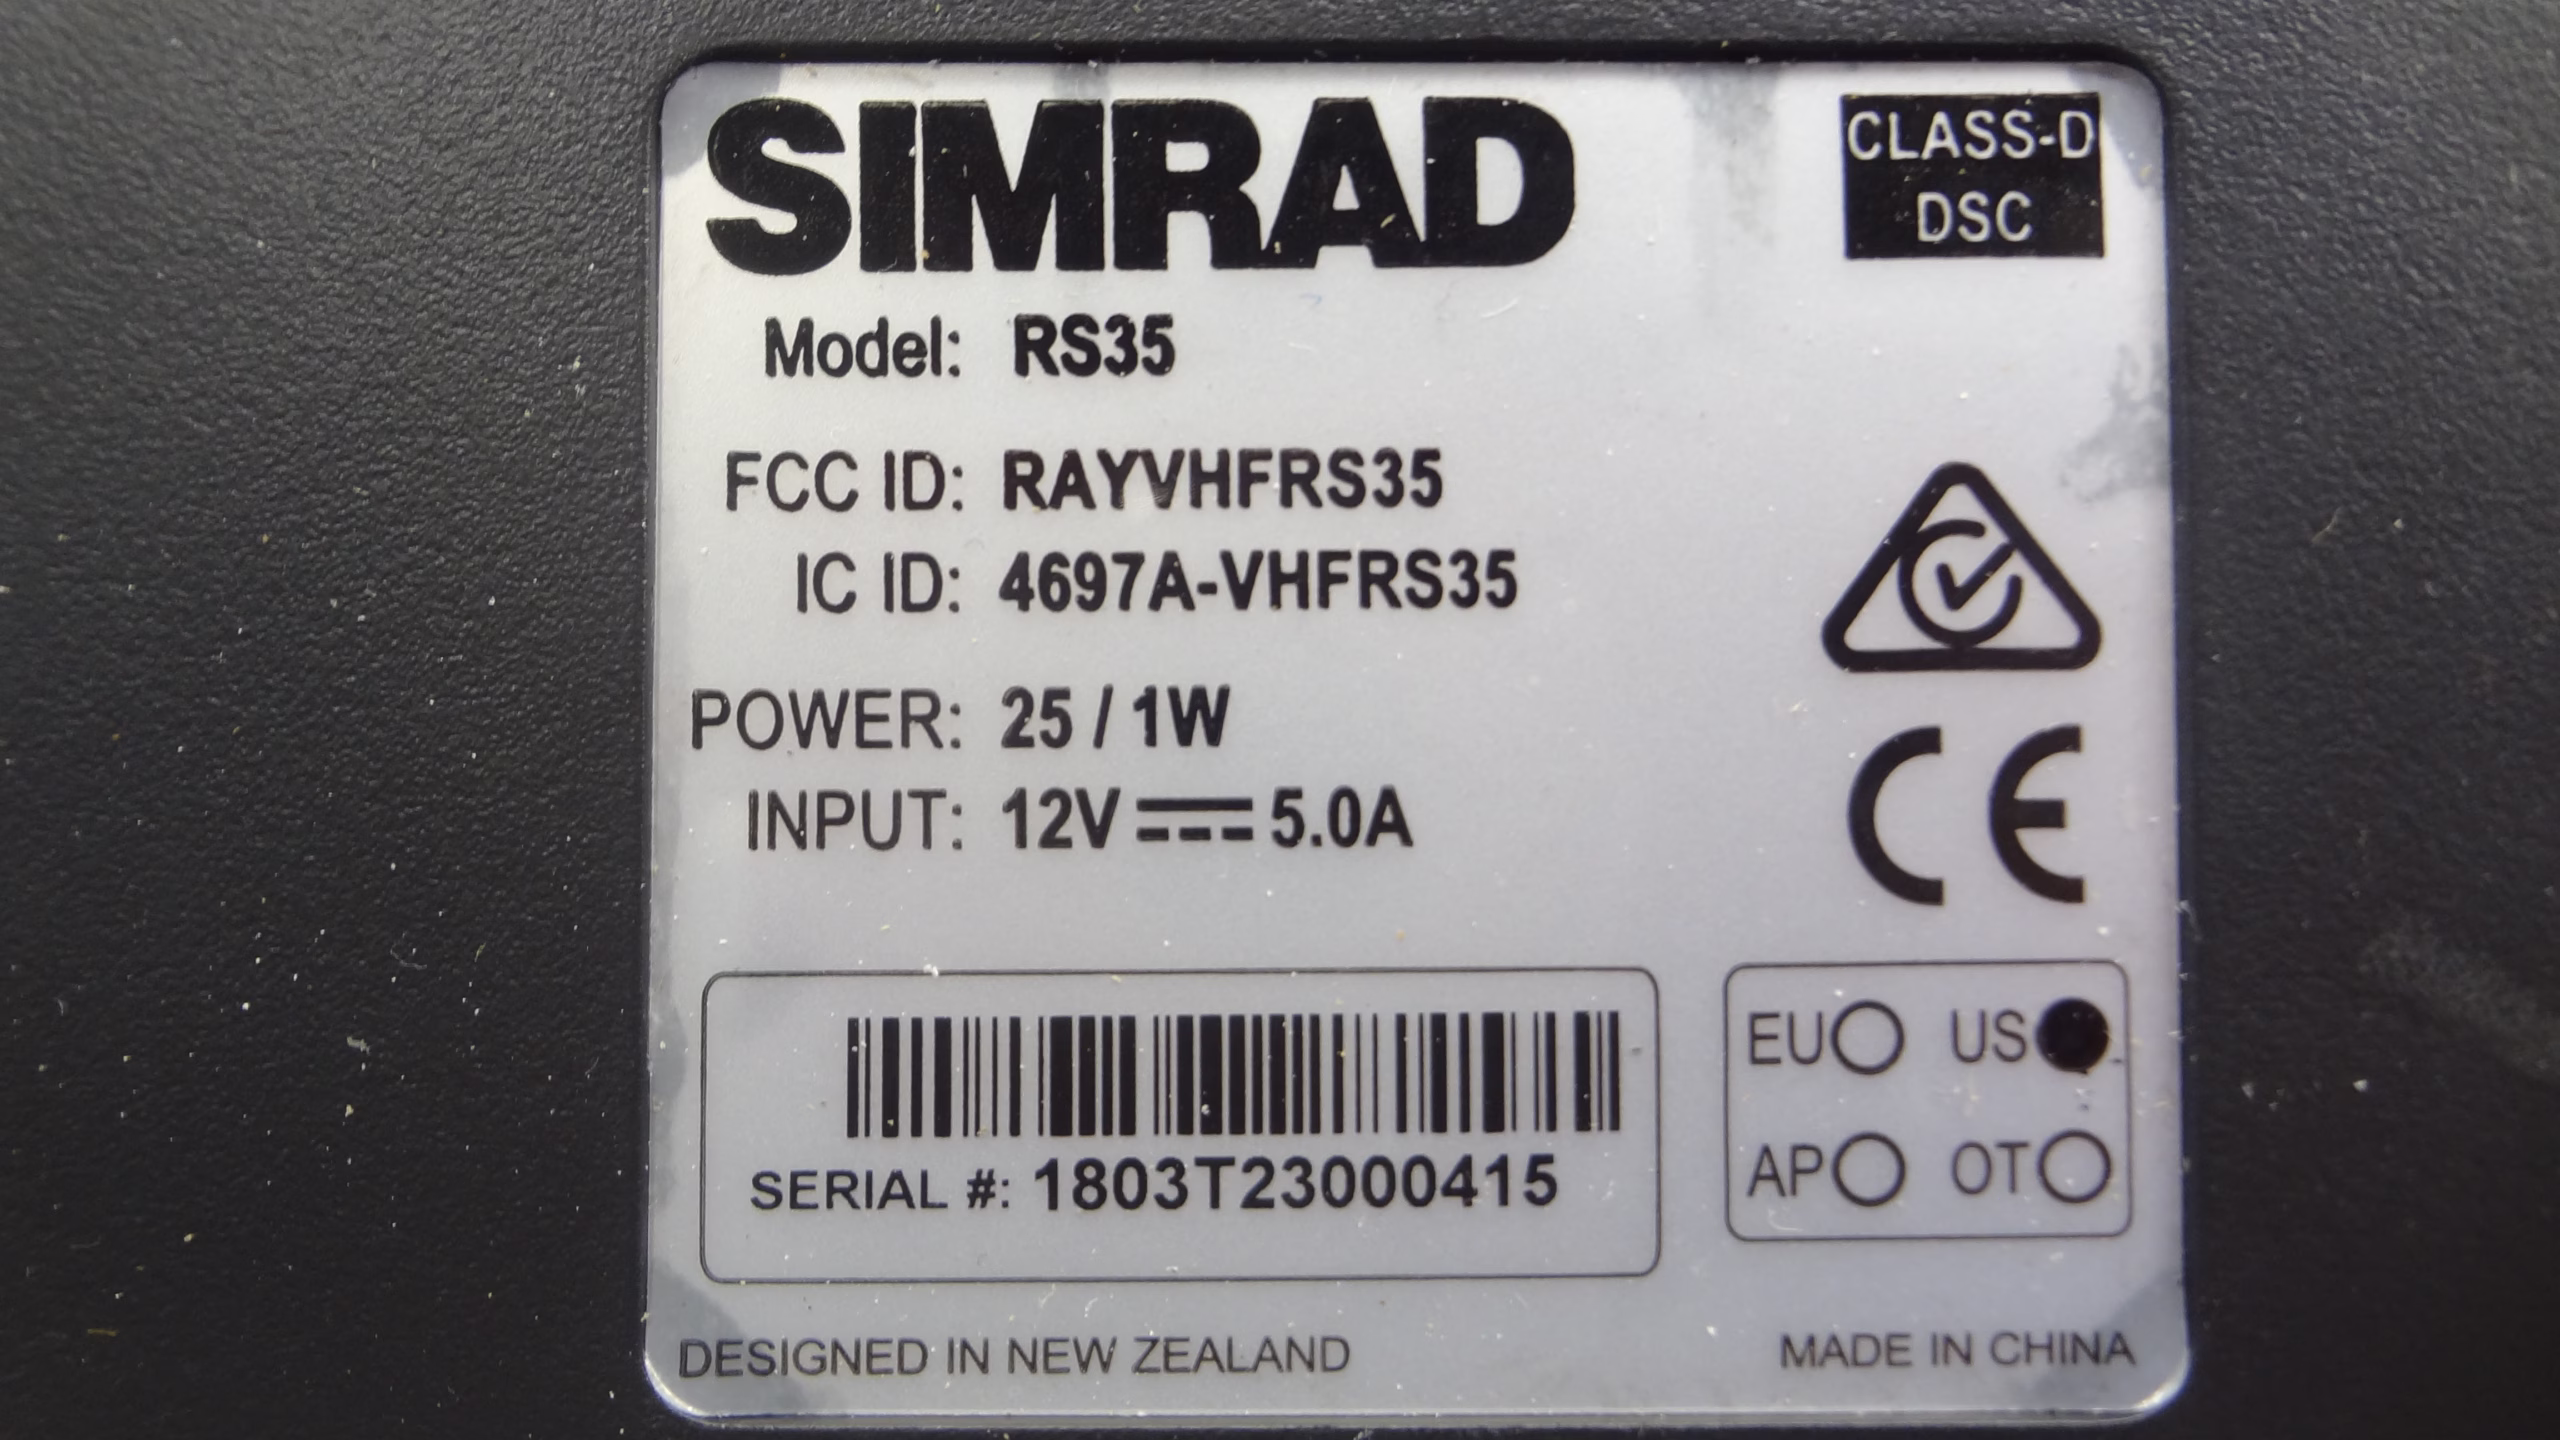 SIMRAD
CLASS-D
DSC
Model: RS35
FCC ID: RAYVHFRS35
IC ID: 4697A-VHFRS35
POWER: 25 / 1W
INPUT: 12V 5.0A
CE
SERIAL #: 1803T23000415
EU US
AP OT
DESIGNED IN NEW ZEALAND
MADE IN CHINA